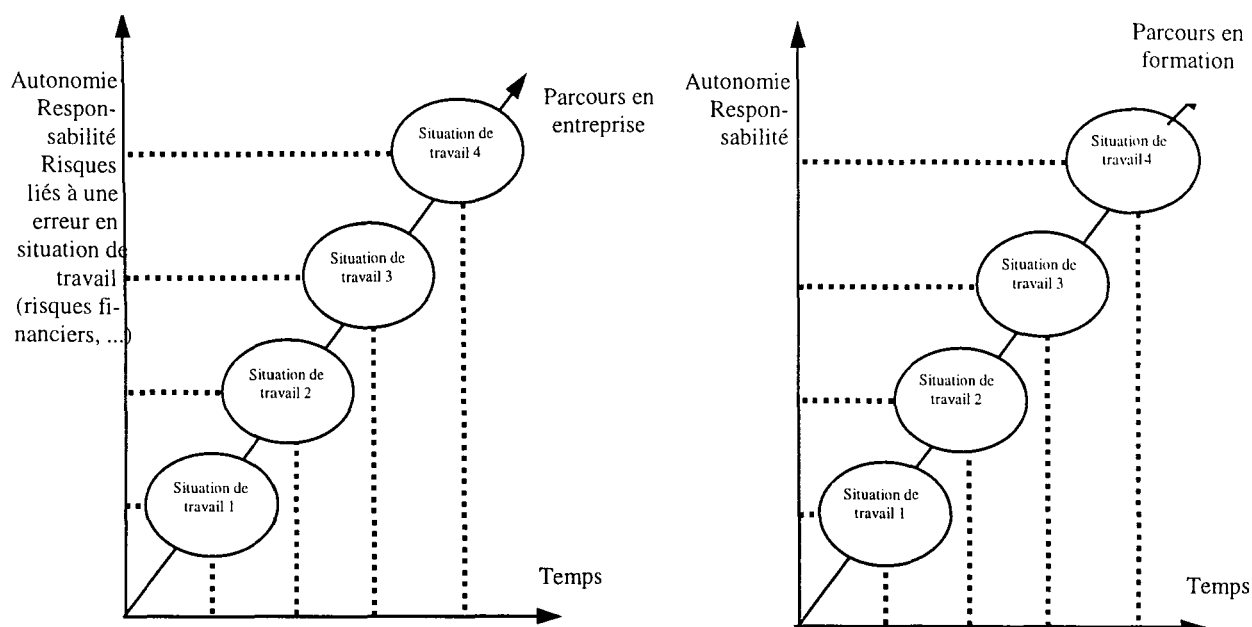 Autonomie
Respon-
sabilité
Risques
liés à une
erreur en
situation de
travail
(risques fi-
nanciers, ...)
Parcours en
entreprise
Situation de
travail 4
Situation de
travail 3
Situation de
travail 2
Situation de
travail 1
Temps
Parcours en
formation
Autonomie
Respon-
sabilité
Situation de
travail 4
Situation de
travail 3
Situation de
travail 2
Situation de
travail 1
Temps